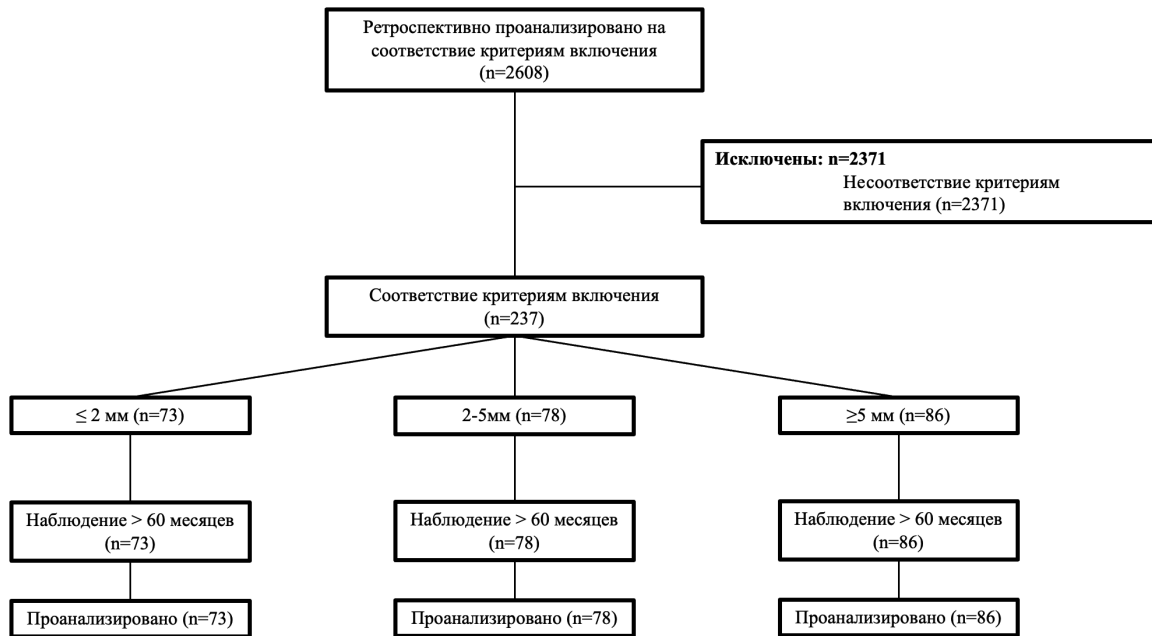 Ретроспективно проанализировано на
соответствие критериям включения
(n=2608)
Исключены: n=2371
Несоответствие критериям
включения (n=2371)
Соответствие критериям включения
(n=237)
≤ 2 мм (n=73)
2-5мм (n=78)
≥5 мм (n=86)
Наблюдение > 60 месяцев
(n=73)
Наблюдение > 60 месяцев
(n=78)
Наблюдение > 60 месяцев
(n=86)
Проанализировано (n=73)
Проанализировано (n=78)
Проанализировано (n=86)